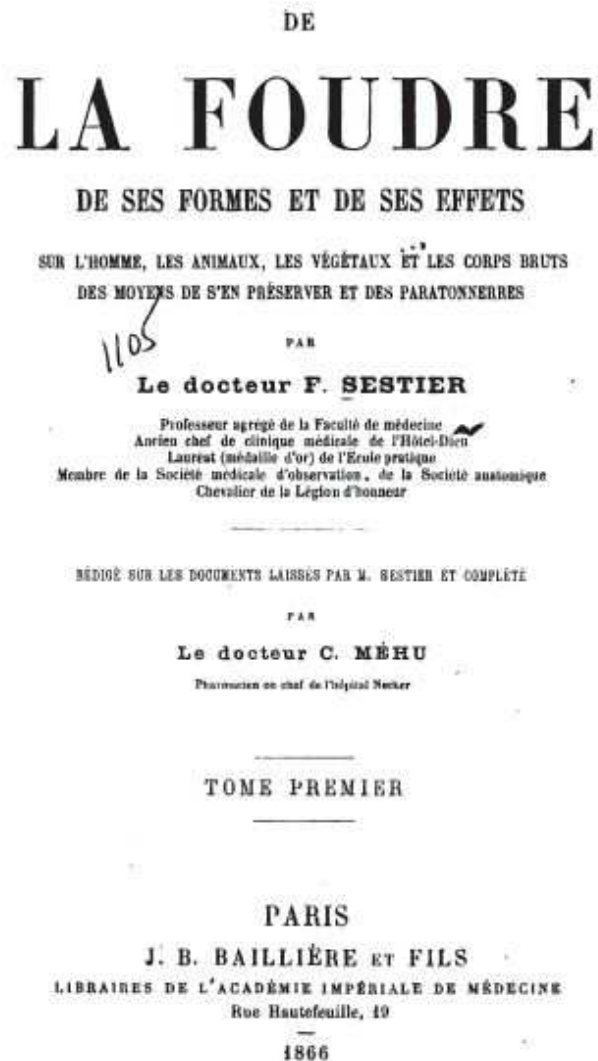 DE
LA FOUDRE
DE SES FORMES ET DE SES EFFETS
SUR L'HOMME, LES ANIMAUX, LES VÉGÉTAUX ET LES CORPS BRUTS
DES MOYENS DE S'EN PRÉSERVER ET DES PARATONNERRES
1105
PAR
Le docteur F. SESTIER
Professeur agrégé de la Faculté de médecine
Ancien chef de clinique médicale de l'Hôtel-Dieu
Lauréat (médaille d'or) de l'Ecole pratique
Membre de la Société médicale d'observation, de la Société anatomique
Chevalier de la Légion d'honneur
RÉDIGÉ SUR LES DOCUMENTS LAISSÉS PAR M. SESTIER ET COMPLÉTÉ
PAR
Le docteur C. MÉHU
Pharmacien en chef de l'hôpital Necker
TOME PREMIER
PARIS
J. B. BAILLIÈRE ET FILS
LIBRAIRES DE L'ACADÉMIE IMPÉRIALE DE MÉDECINE
Rue Hautefeuille, 19
1866